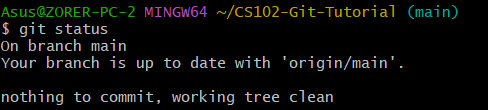 Asus@ZORER-PC-2 MINGW64 ~/CS102-Git-Tutorial (main)
$ git status
On branch main
Your branch is up to date with 'origin/main'.

nothing to commit, working tree clean